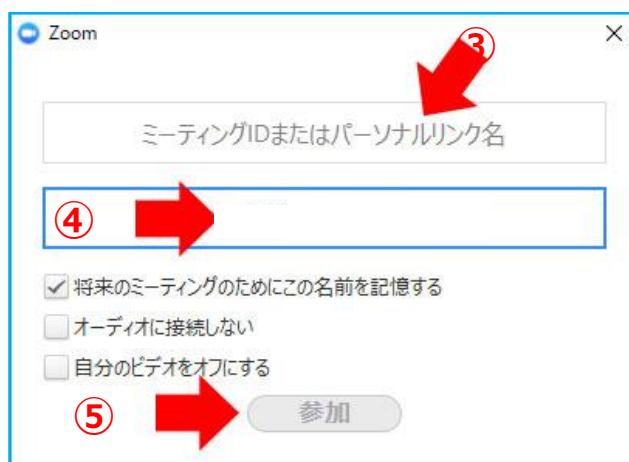 Zoom
③
ミーティングIDまたはパーソナルリンク名
④
将来のミーティングのためにこの名前を記憶する
オーディオに接続しない
自分のビデオをオフにする
⑤ 参加